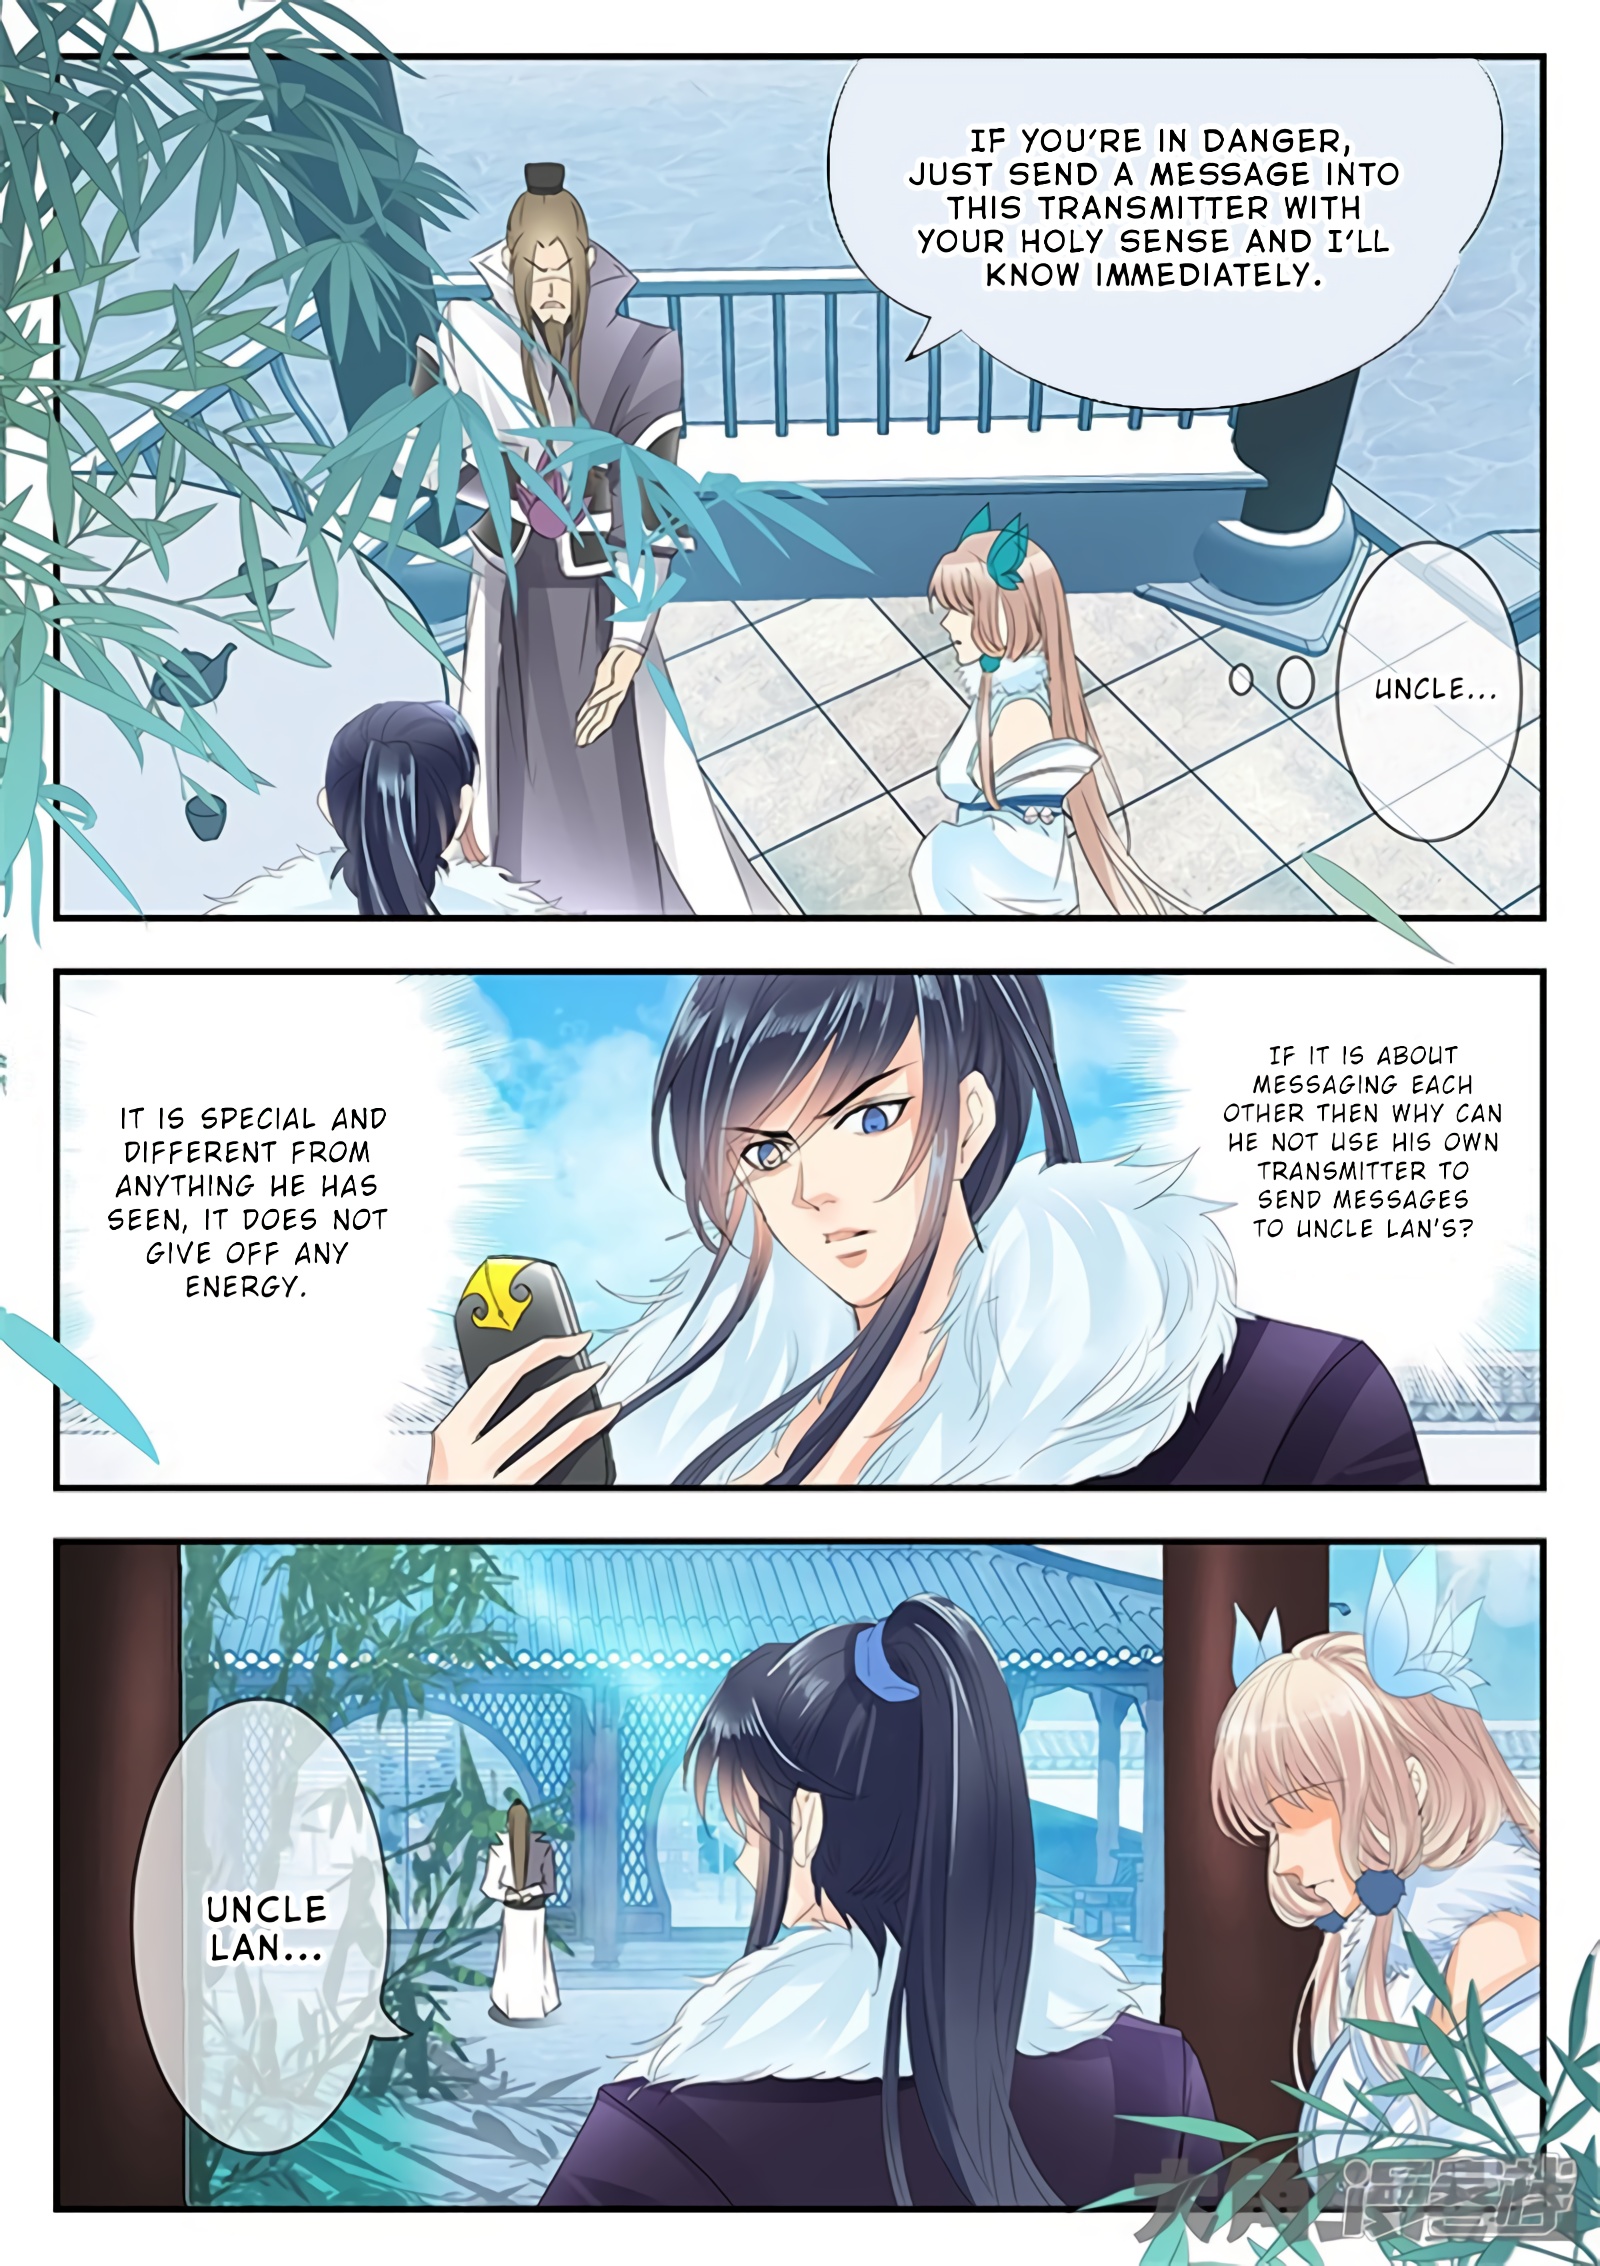 IF YOU'RE IN DANGER,
JUST SEND A MESSAGE INTO
THIS TRANSMITTER WITH
YOUR HOLY SENSE AND I'LL
KNOW IMMEDIATELY.
UNCLE...
IT IS SPECIAL AND
DIFFERENT FROM
ANYTHING HE HAS
SEEN, IT DOES NOT
GIVE OFF ANY
ENERGY.
IF IT IS ABOUT
MESSAGING EACH
OTHER THEN WHY CAN
HE NOT USE HIS OWN
TRANSMITTER TO
SEND MESSAGES
TO UNCLE LAN'S?
UNCLE
LAN...